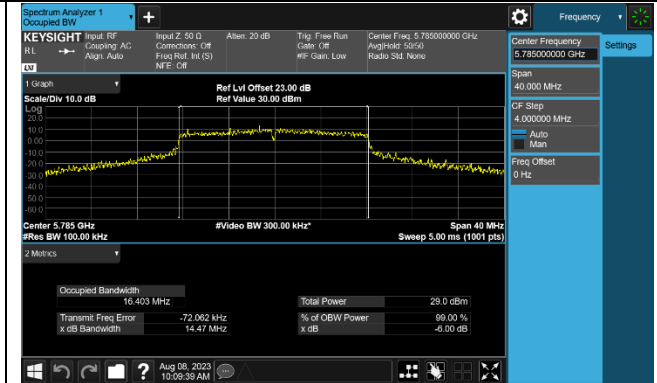 Spectrum Analyzer 1
Occupied BW
+
Frequency
KEYSIGHT
Input: RF
Coupling: AC
Align: Auto
Input Z: 50 Ω
Corrections: Off
Freq Ref: Int (S)
NFE: Off
Atten: 20 dB
Trig: Free Run
Gate: Off
#IF Gain: Low
Center Freq: 5.785000000 GHz
Avg|Hold: 50/50
Radio Std: None
RL
LXI
Center Frequency
5.785000000 GHz
Settings
Span
40.000 MHz
CF Step
4.000000 MHz
Auto
Man
Freq Offset
0 Hz
1 Graph
Scale/Div 10.0 dB
Ref Lvl Offset 23.00 dB
Ref Value 30.00 dBm
Log
20.0
10.0
0.00
-10.0
-20.0
-30.0
-40.0
-50.0
-60.0
Center 5.785 GHz
#Video BW 300.00 kHz*
Span 40 MHz
#Res BW 100.00 kHz
Sweep 5.00 ms (1001 pts)
2 Metrics
Occupied Bandwidth
16.403 MHz
Total Power 29.0 dBm
Transmit Freq Error -72.062 kHz
% of OBW Power 99.00 %
x dB Bandwidth 14.47 MHz
x dB -6.00 dB
?
Aug 08, 2023
10:09:39 AM